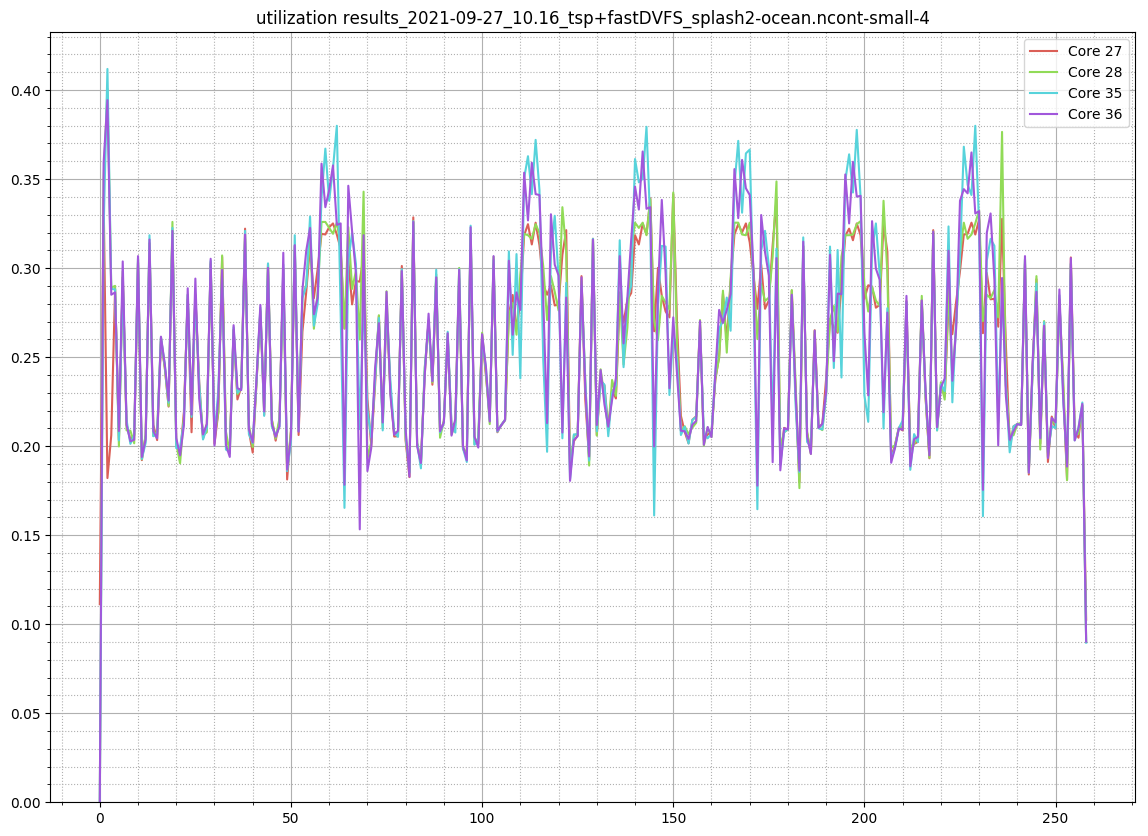 utilization results_2021-09-27_10.16_tsp+fastDVFS_splash2-ocean.ncont-small-4
Core 27
Core 28
Core 35
Core 36
0.40
0.35
0.30
0.25
0.20
0.15
0.10
0.05
0.00
0 50 100 150 200 250